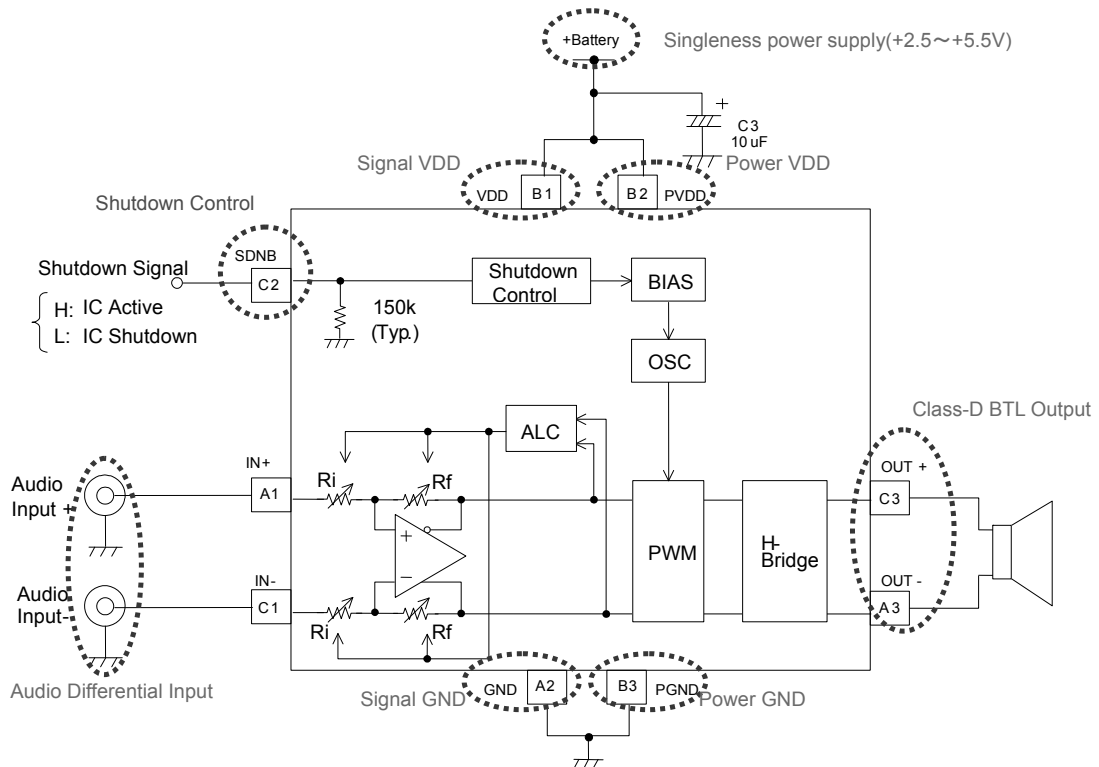 +Battery
Singleness power supply(+2.5～+5.5V)
+
C3
10 uF
Signal VDD
Power VDD
VDD
B1
B2
PVDD
Shutdown Control
SDNB
Shutdown Signal
C2
H: IC Active
L: IC Shutdown
150k
(Typ.)
Shutdown
Control
BIAS
OSC
ALC
Class-D BTL Output
IN+
Audio
Input +
A1
Ri
Rf
OUT +
C3
+
−
PWM
H-
Bridge
IN-
Audio
Input-
C1
Ri
Rf
OUT -
A3
Audio Differential Input
Signal GND
GND
A2
B3
PGND
Power GND